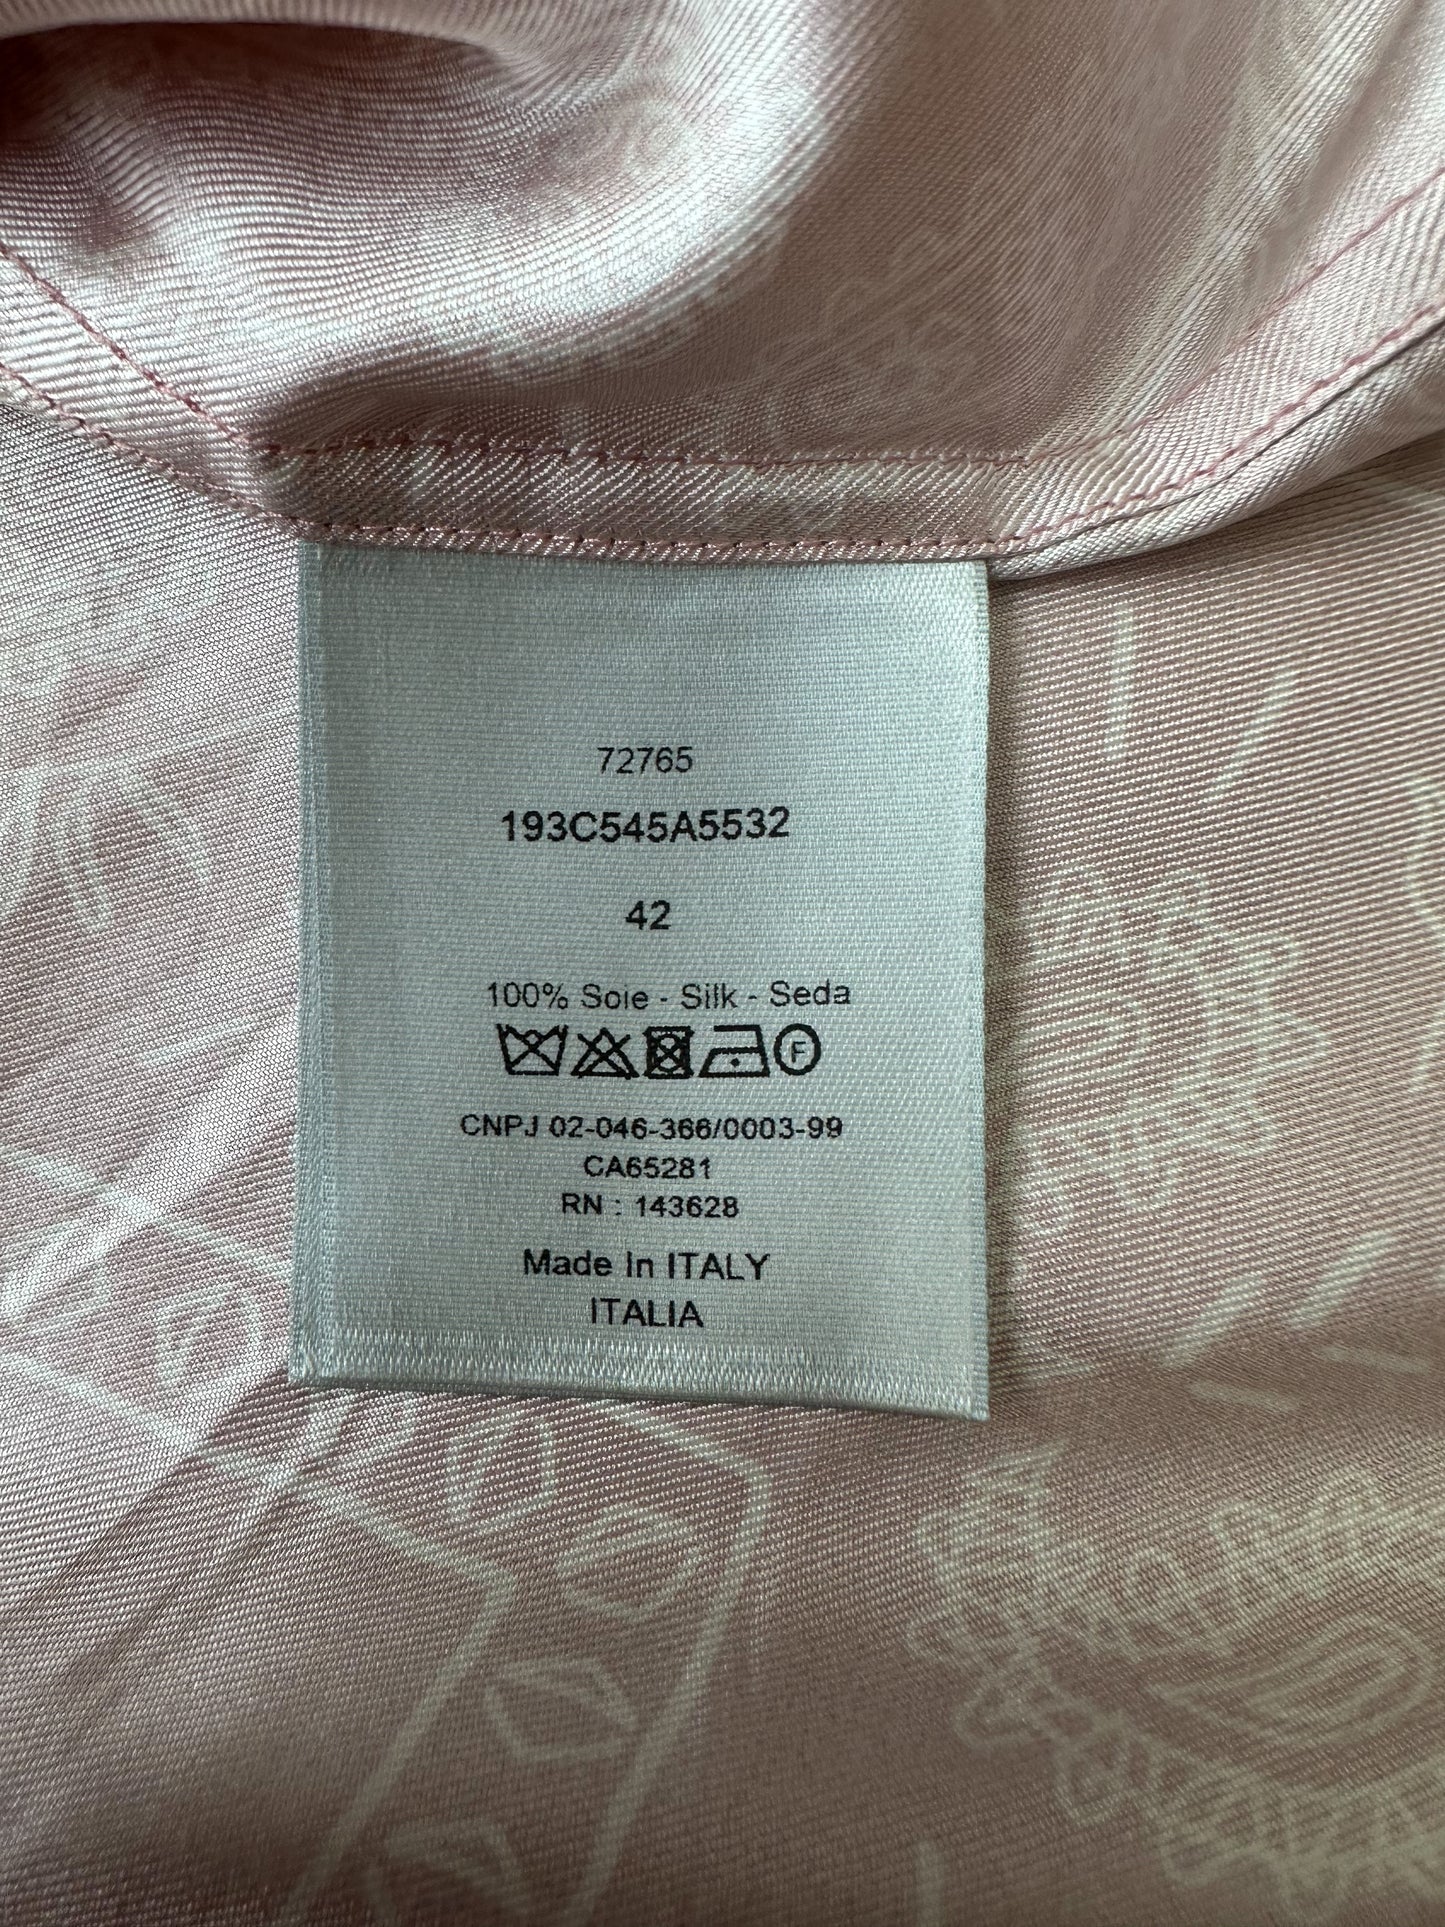 72765
193C545A5532
42
100% Soie - Silk - Seda
F
CNPJ 02-046-366/0003-99
CA65281
RN : 143628
Made In ITALY
ITALIA